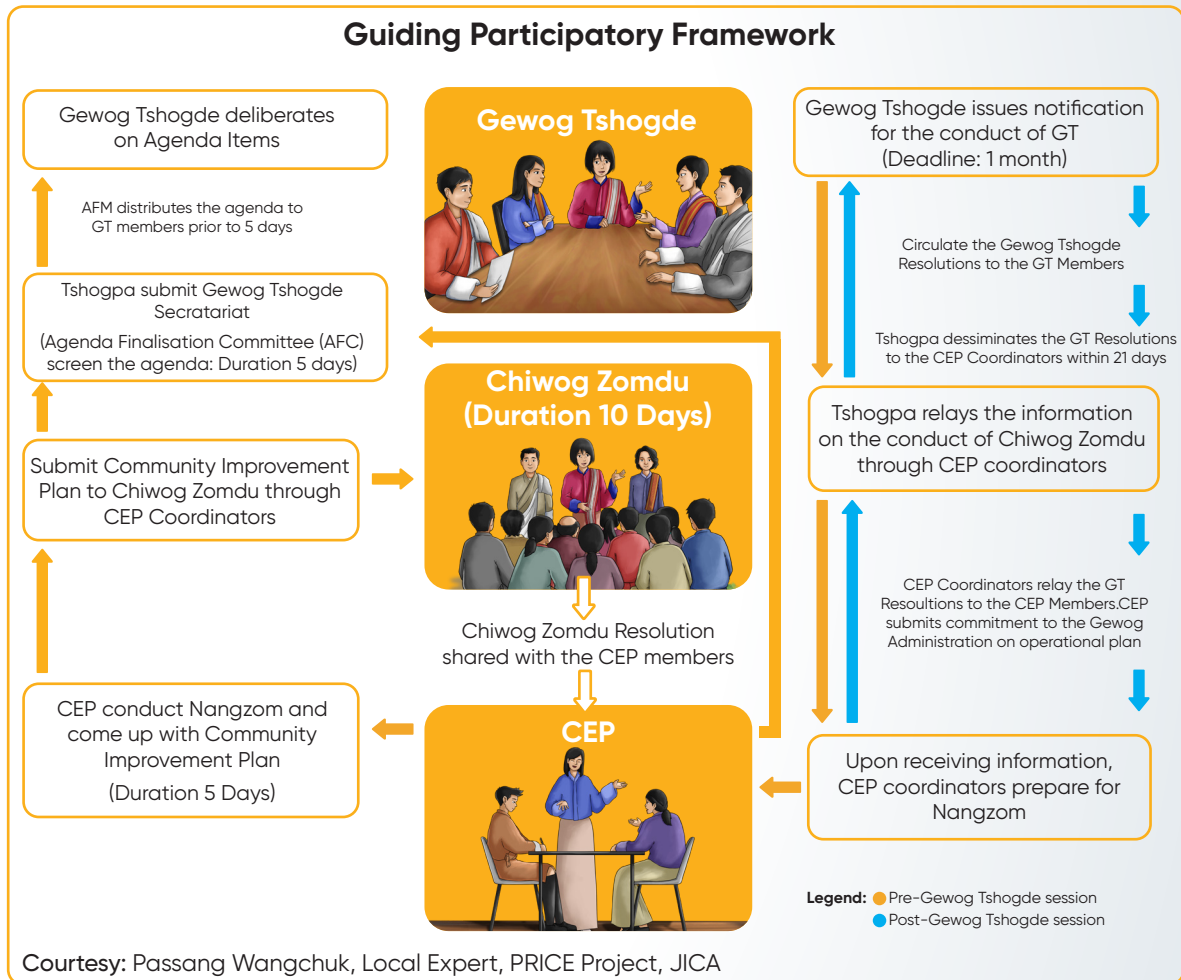 Guiding Participatory Framework
Gewog Tshogde deliberates
on Agenda Items
AFM distributes the agenda to
GT members prior to 5 days
Tshogpa submit Gewog Tshogde
Secratariat
(Agenda Finalisation Committee (AFC)
screen the agenda: Duration 5 days)
Submit Community Improvement
Plan to Chiwog Zomdu through
CEP Coordinators
CEP conduct Nangzom and
come up with Community
Improvement Plan
(Duration 5 Days)
Gewog Tshogde
Chiwog Zomdu
(Duration 10 Days)
Chiwog Zomdu Resolution
shared with the CEP members
CEP
Gewog Tshogde issues notification
for the conduct of GT
(Deadline: 1 month)
Circulate the Gewog Tshogde
Resolutions to the GT Members
Tshogpa dessiminates the GT Resolutions
to the CEP Coordinators within 21 days
Tshogpa relays the information
on the conduct of Chiwog Zomdu
through CEP coordinators
CEP Coordinators relay the GT
Resoultions to the CEP Members.CEP
submits commitment to the Gewog
Administration on operational plan
Upon receiving information,
CEP coordinators prepare for
Nangzom
Legend: Pre-Gewog Tshogde session
Post-Gewog Tshogde session
Courtesy: Passang Wangchuk, Local Expert, PRICE Project, JICA